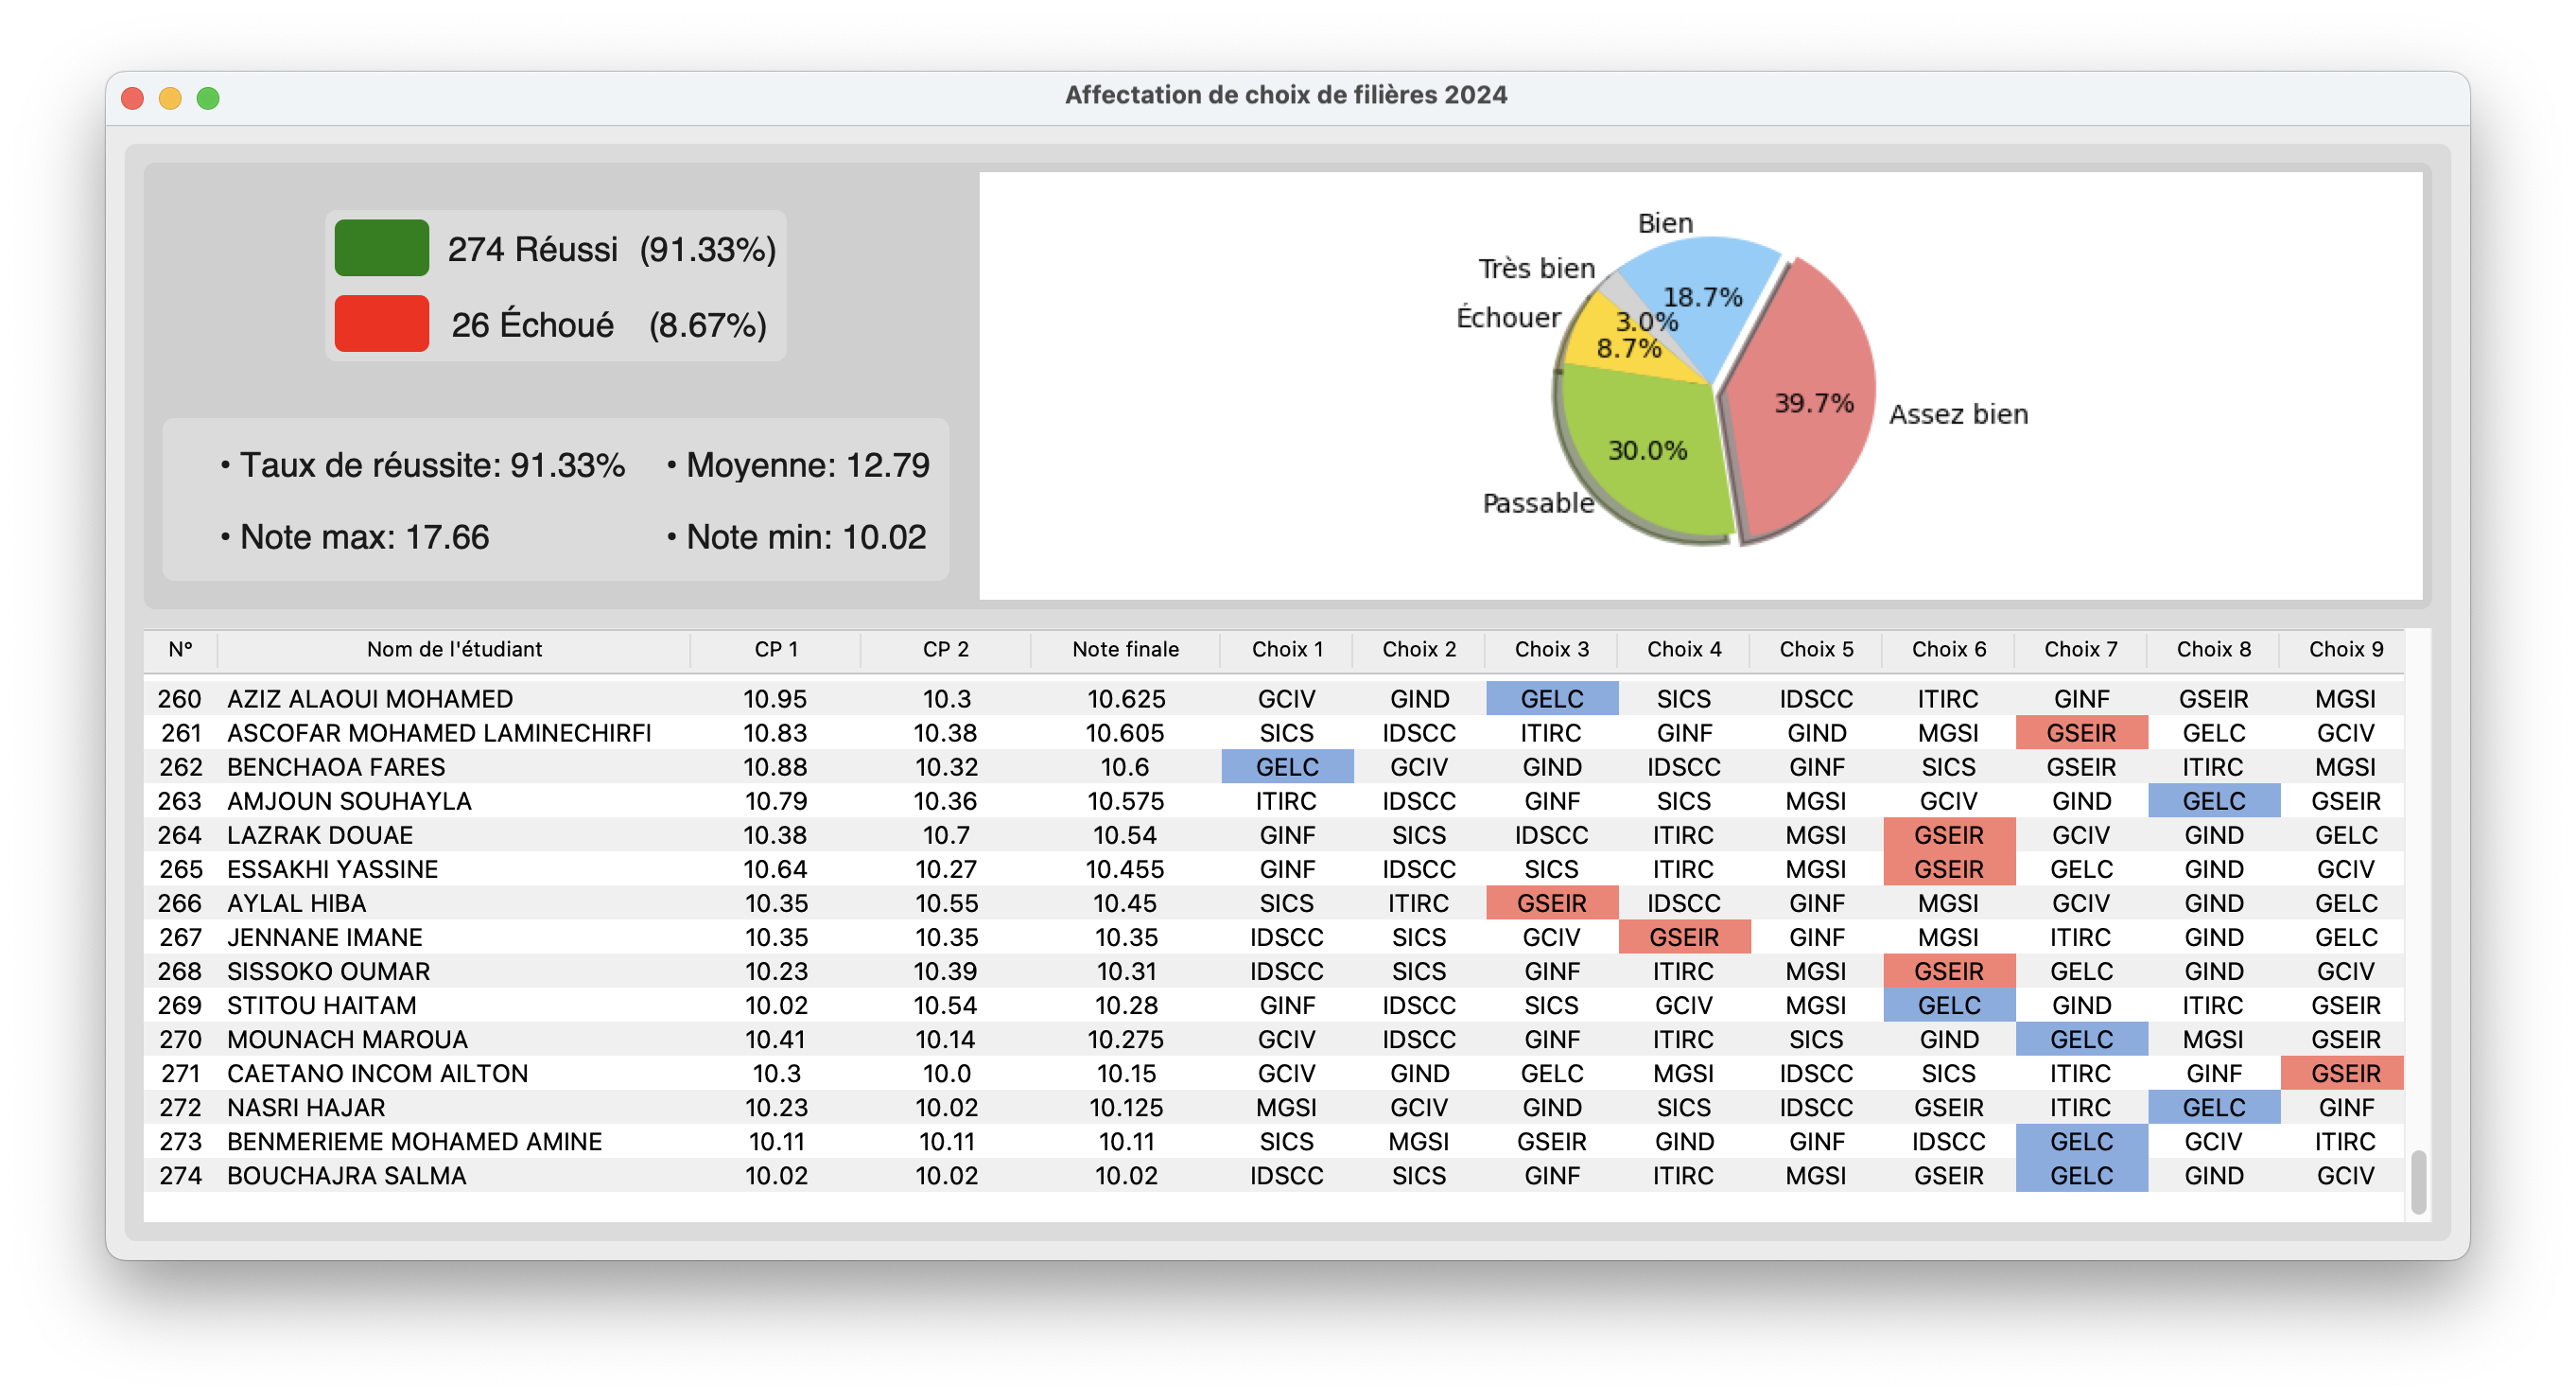 Affectation de choix de filières 2024
274 Réussi (91.33%)
26 Échoué (8.67%)
• Taux de réussite: 91.33% • Moyenne: 12.79
• Note max: 17.66 • Note min: 10.02
Bien
Très bien
Échouer
Passable
Assez bien
18.7%
3.0%
8.7%
39.7%
30.0%
N° Nom de l'étudiant CP 1 CP 2 Note finale Choix 1 Choix 2 Choix 3 Choix 4 Choix 5 Choix 6 Choix 7 Choix 8 Choix 9
260 AZIZ ALAOUI MOHAMED 10.95 10.3 10.625 GCIV GIND GELC SICS IDSCC ITIRC GINF GSEIR MGSI
261 ASCOFAR MOHAMED LAMINECHIRFI 10.83 10.38 10.605 SICS IDSCC ITIRC GINF GIND MGSI GSEIR GELC GCIV
262 BENCHAOA FARES 10.88 10.32 10.6 GELC GCIV GIND IDSCC GINF SICS GSEIR ITIRC MGSI
263 AMJOUN SOUHAYLA 10.79 10.36 10.575 ITIRC IDSCC GINF SICS MGSI GCIV GIND GELC GSEIR
264 LAZRAK DOUAE 10.38 10.7 10.54 GINF SICS IDSCC ITIRC MGSI GSEIR GCIV GIND GELC
265 ESSAKHI YASSINE 10.64 10.27 10.455 GINF IDSCC SICS ITIRC MGSI GSEIR GELC GIND GCIV
266 AYLAL HIBA 10.35 10.55 10.45 SICS ITIRC GSEIR IDSCC GINF MGSI GCIV GIND GELC
267 JENNANE IMANE 10.35 10.35 10.35 IDSCC SICS GCIV GSEIR GINF MGSI ITIRC GIND GELC
268 SISSOKO OUMAR 10.23 10.39 10.31 IDSCC SICS GINF ITIRC MGSI GSEIR GELC GIND GCIV
269 STITOU HAITAM 10.02 10.54 10.28 GINF IDSCC SICS GCIV MGSI GELC GIND ITIRC GSEIR
270 MOUNACH MAROUA 10.41 10.14 10.275 GCIV IDSCC GINF ITIRC SICS GIND GELC MGSI GSEIR
271 CAETANO INCOM AILTON 10.3 10.0 10.15 GCIV GIND GELC MGSI IDSCC SICS ITIRC GINF GSEIR
272 NASRI HAJAR 10.23 10.02 10.125 MGSI GCIV GIND SICS IDSCC GSEIR ITIRC GELC GINF
273 BENMERIEME MOHAMED AMINE 10.11 10.11 10.11 SICS MGSI GSEIR GIND GINF IDSCC GELC GCIV ITIRC
274 BOUCHAJRA SALMA 10.02 10.02 10.02 IDSCC SICS GINF ITIRC MGSI GSEIR GELC GIND GCIV